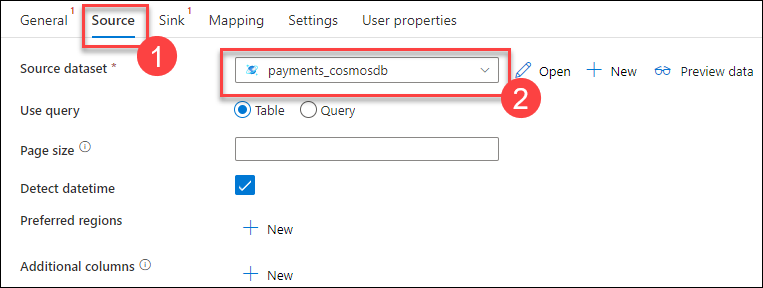 General 1 Source Sink 1 Mapping Settings User properties
1
Source dataset * payments_cosmosdb Open New Preview data
2
Use query Table Query
Page size
Detect datetime
Preferred regions New
Additional columns New